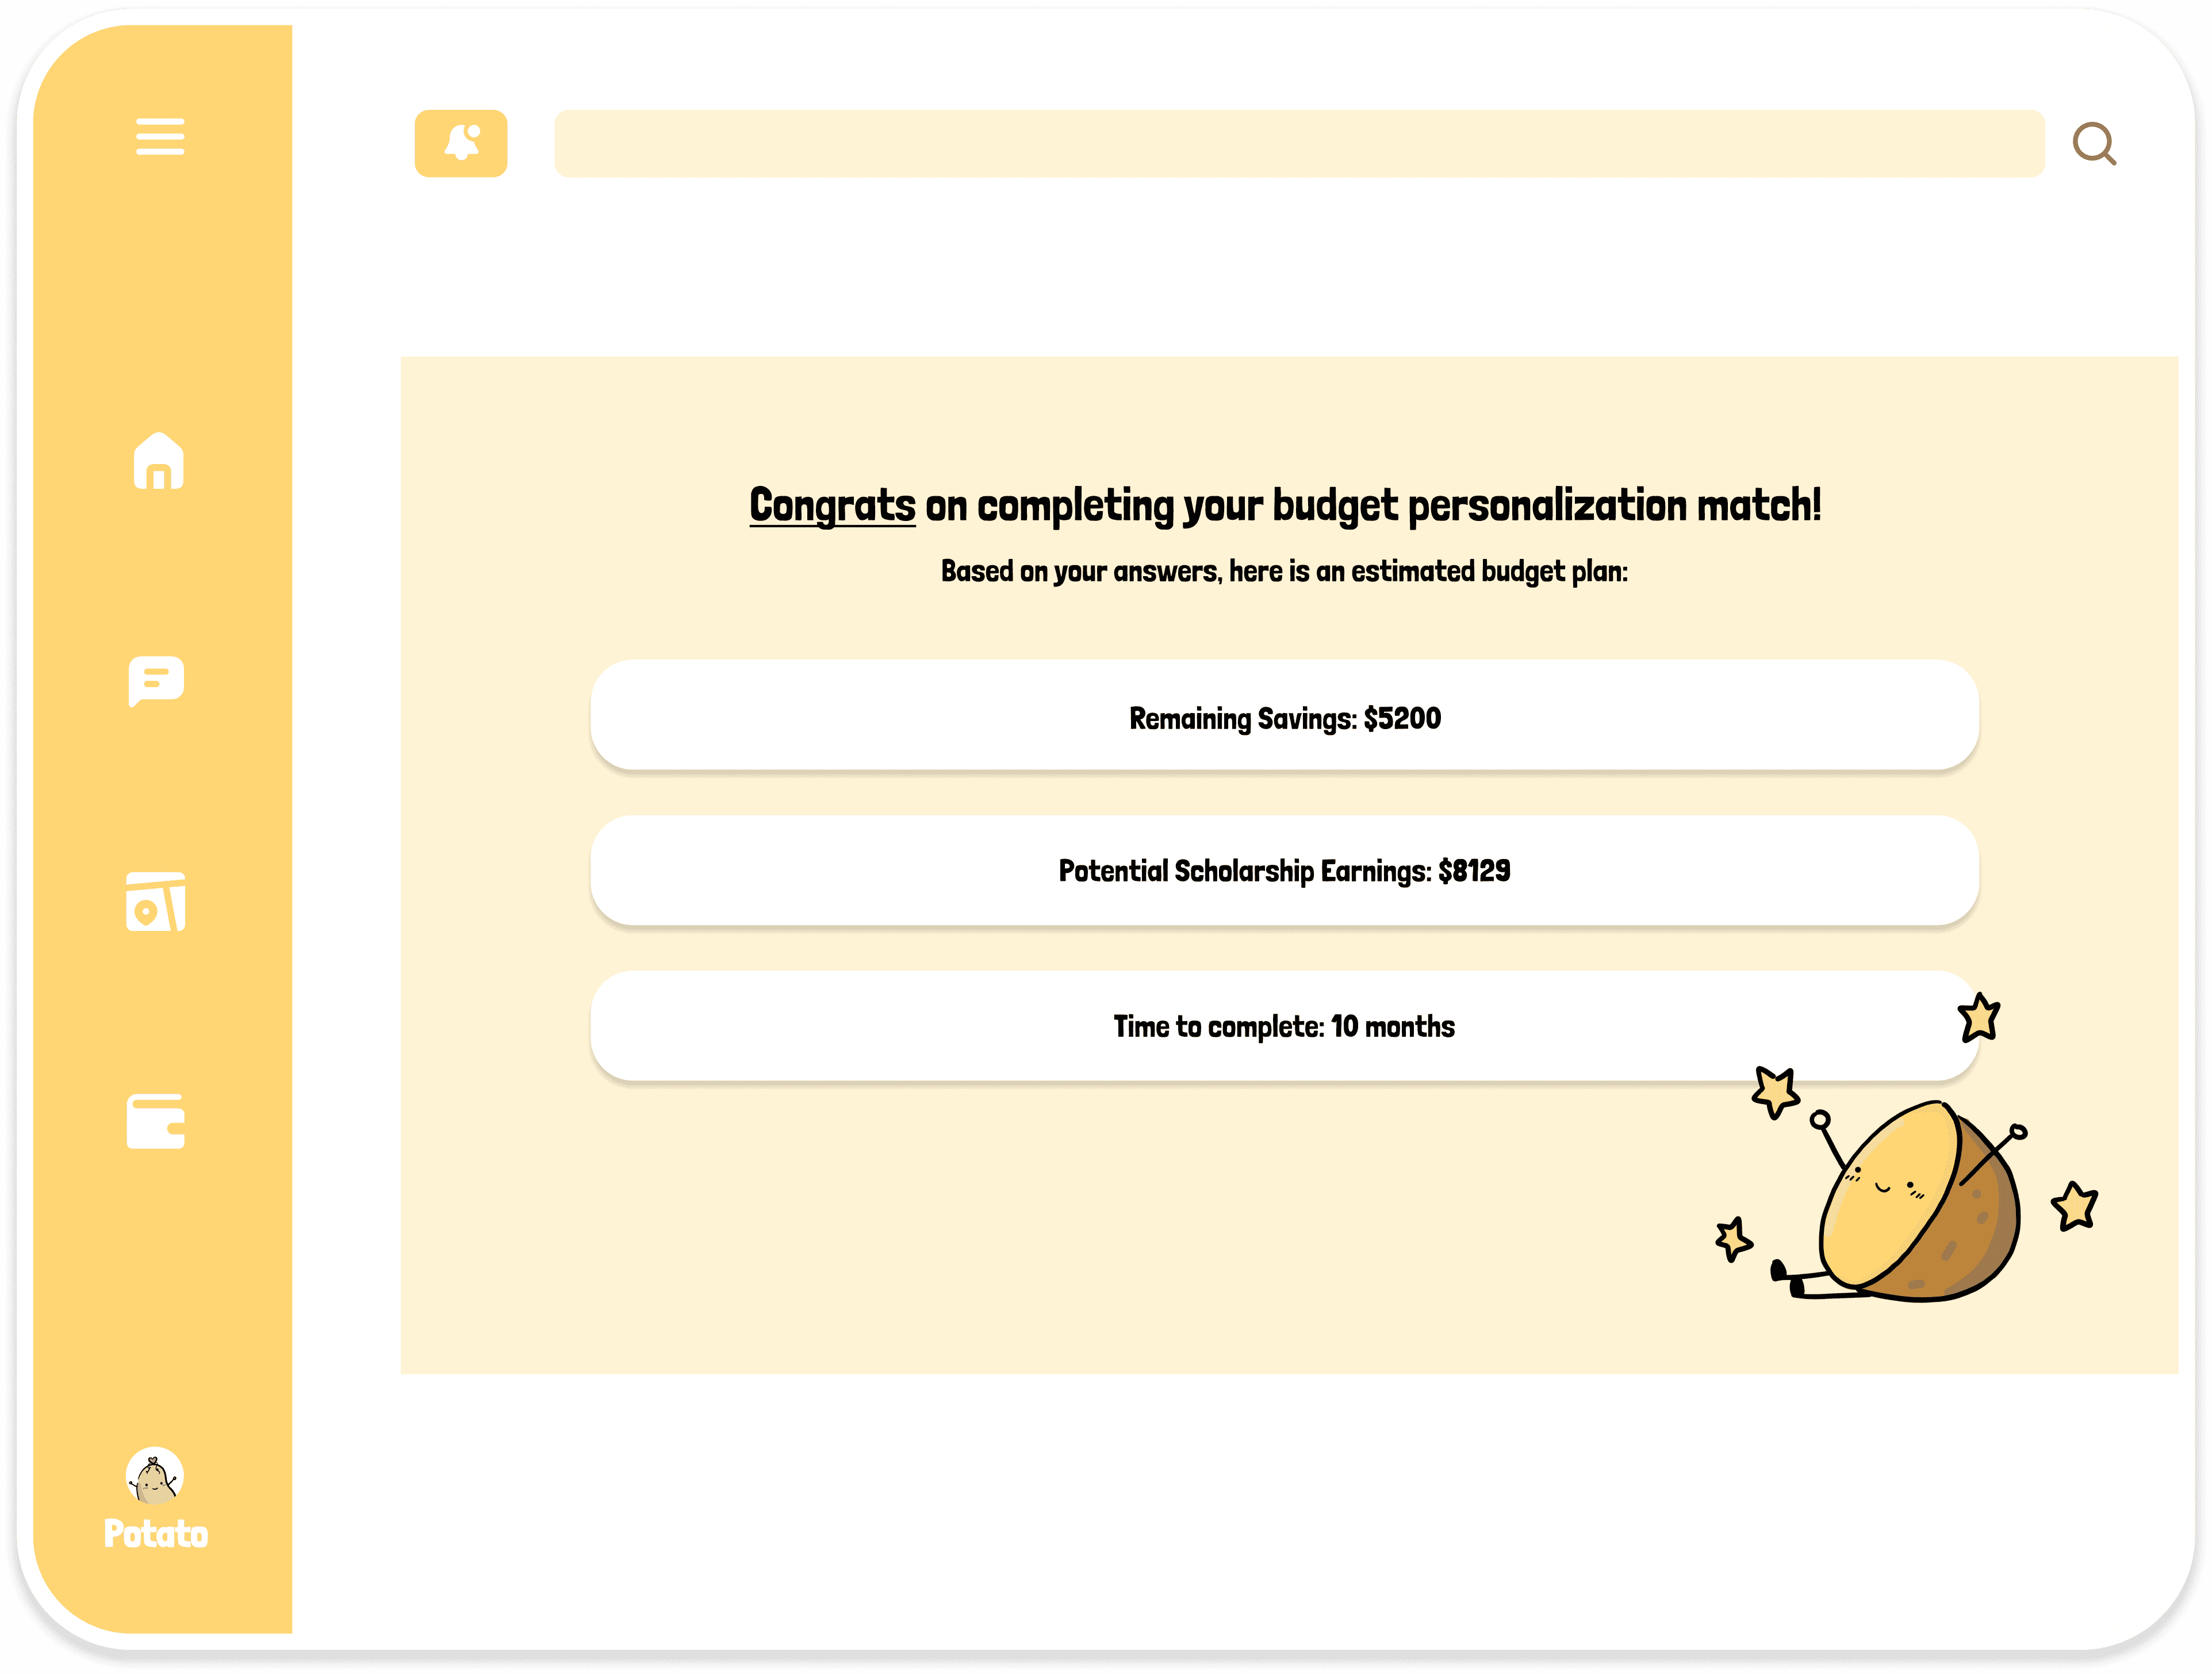 Congrats on completing your budget personalization match!
Based on your answers, here is an estimated budget plan:
Remaining Savings: $5200
Potential Scholarship Earnings: $8129
Time to complete: 10 months
Potato